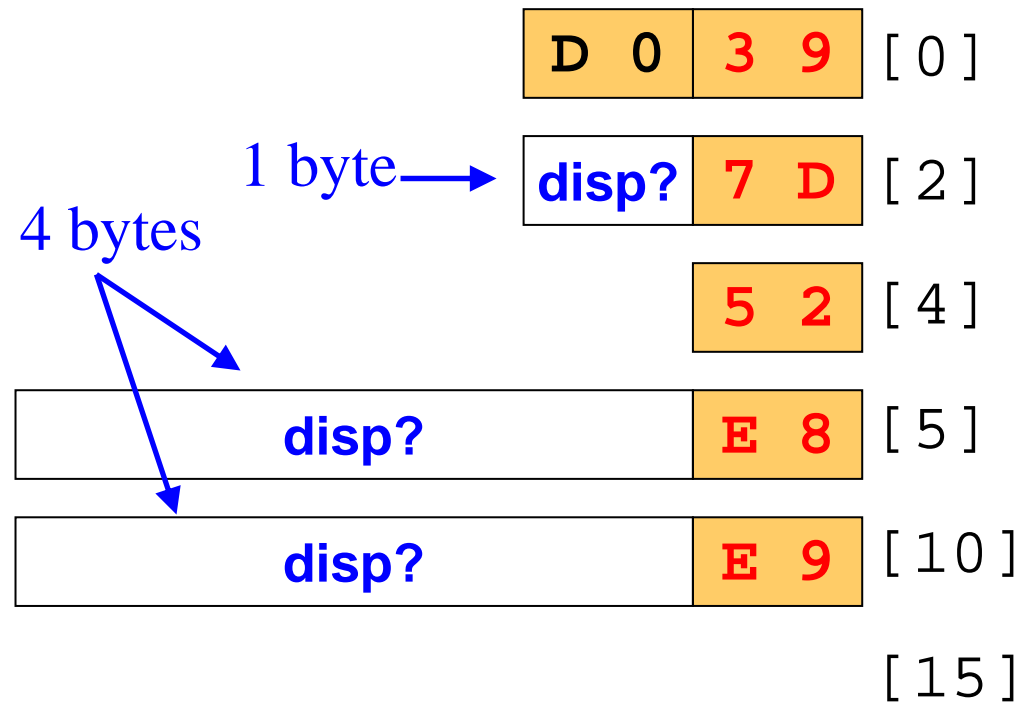 D 0 3 9 [0]
1 byte disp? 7 D [2]
4 bytes
5 2 [4]
disp? E 8 [5]
disp? E 9 [10]
[15]